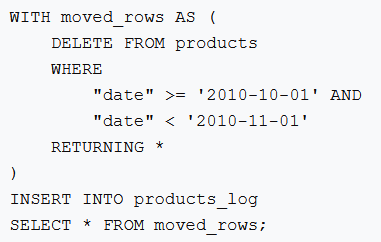 WITH moved_rows AS (
    DELETE FROM products
    WHERE
        "date" >= '2010-10-01' AND
        "date" < '2010-11-01'
    RETURNING *
)
INSERT INTO products_log
SELECT * FROM moved_rows;